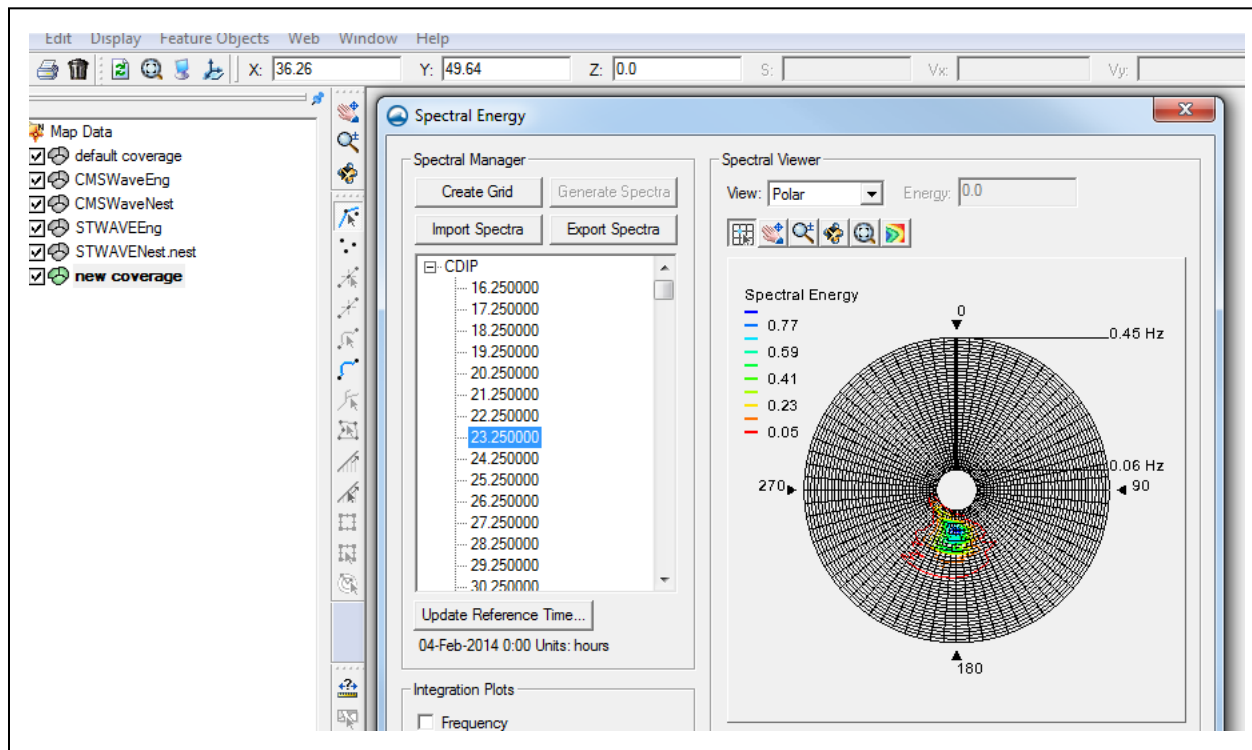 Edit Display Feature Objects Web Window Help
X: 36.26 Y: 49.64 Z: 0.0 S: Vx: Vy:
Map Data
default coverage
CMSWaveEng
CMSWaveNest
STWAVEEng
STWAVENest.nest
new coverage
Spectral Energy
Spectral Manager
Create Grid Generate Spectra
Import Spectra Export Spectra
CDIP
16.250000
17.250000
18.250000
19.250000
20.250000
21.250000
22.250000
23.250000
24.250000
25.250000
26.250000
27.250000
28.250000
29.250000
30.250000
Update Reference Time...
04-Feb-2014 0:00 Units: hours
Integration Plots
Frequency
Spectral Viewer
View: Polar Energy: 0.0
Spectral Energy
0.77
0.59
0.41
0.23
0.05
0
0.45 Hz
0.06 Hz
270
90
180